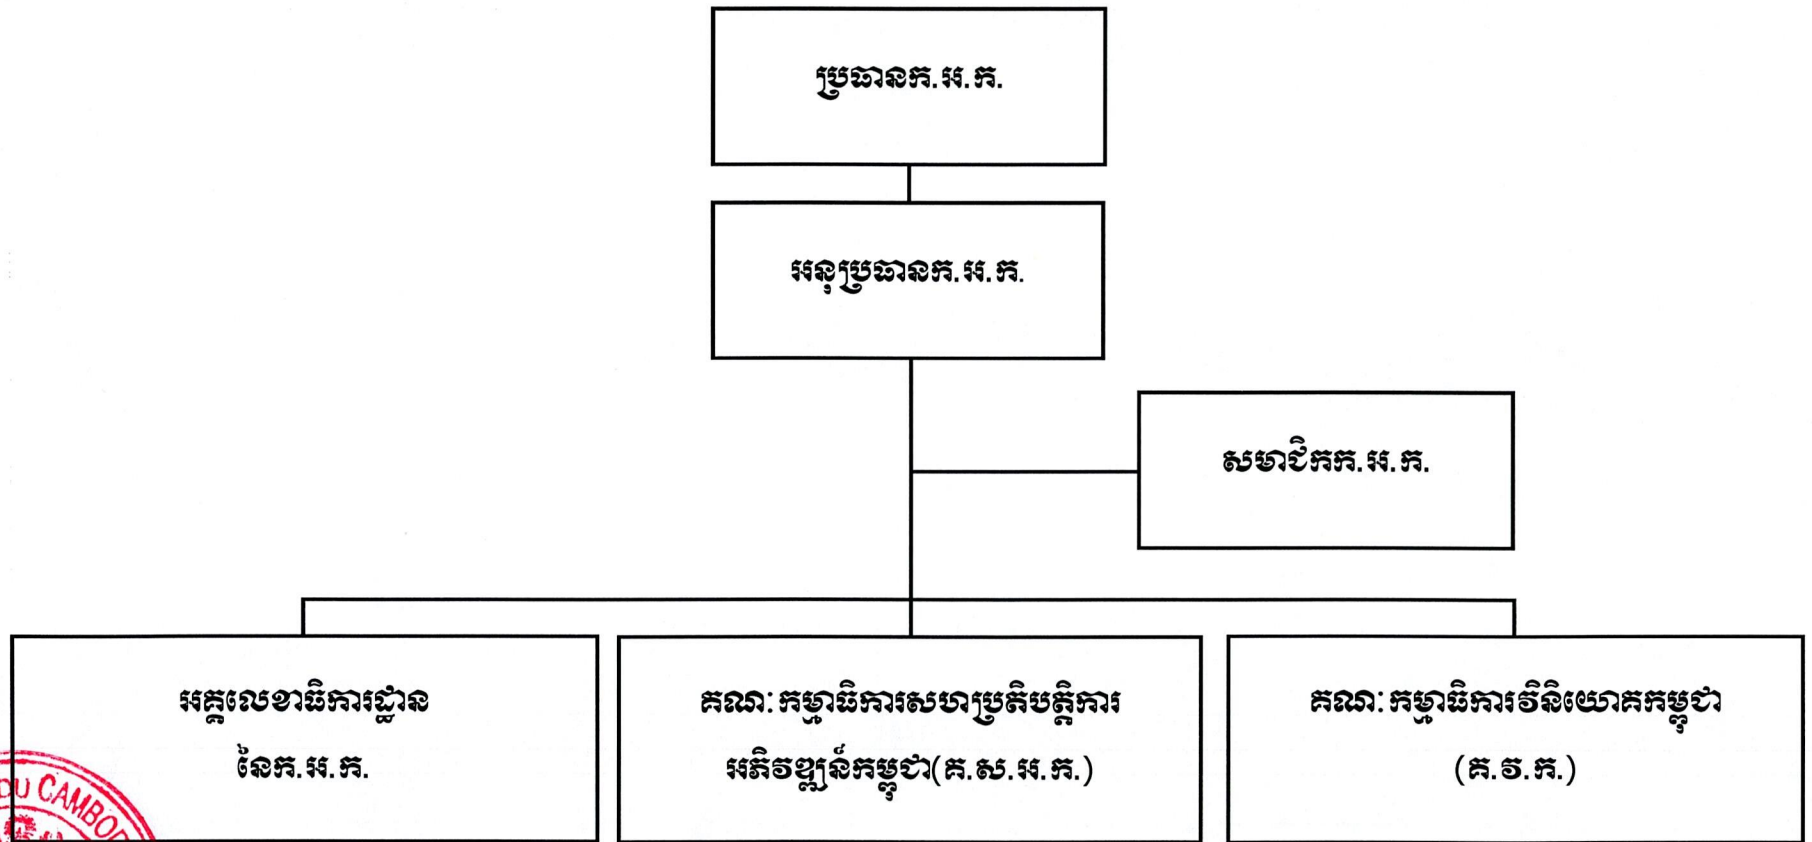 ប្រធានក.អ.ក.
អនុប្រធានក.អ.ក.
សមាជិកក.អ.ក.
អគ្គលេខាធិការដ្ឋាន
នៃក.អ.ក.
គណៈកម្មាធិការសហប្រតិបត្តិការ
អភិវឌ្ឍន៍កម្ពុជា(គ.ស.អ.ក.)
គណៈកម្មាធិការវិនិយោគកម្ពុជា
(គ.វ.ក.)
DU CAMBOD